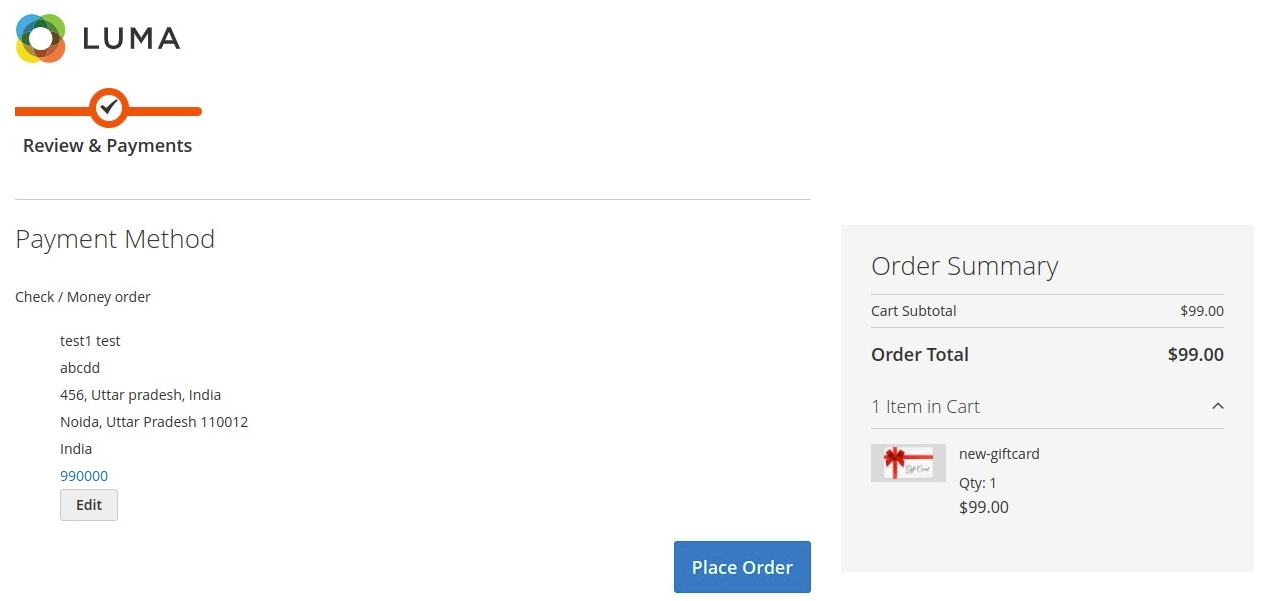 LUMA
Review & Payments
Payment Method
Check / Money order
test1 test
abcdd
456, Uttar pradesh, India
Noida, Uttar Pradesh 110012
India
990000
Edit
Place Order
Order Summary
Cart Subtotal $99.00
Order Total $99.00
1 Item in Cart
Gift Card
new-giftcard
Qty: 1
$99.00